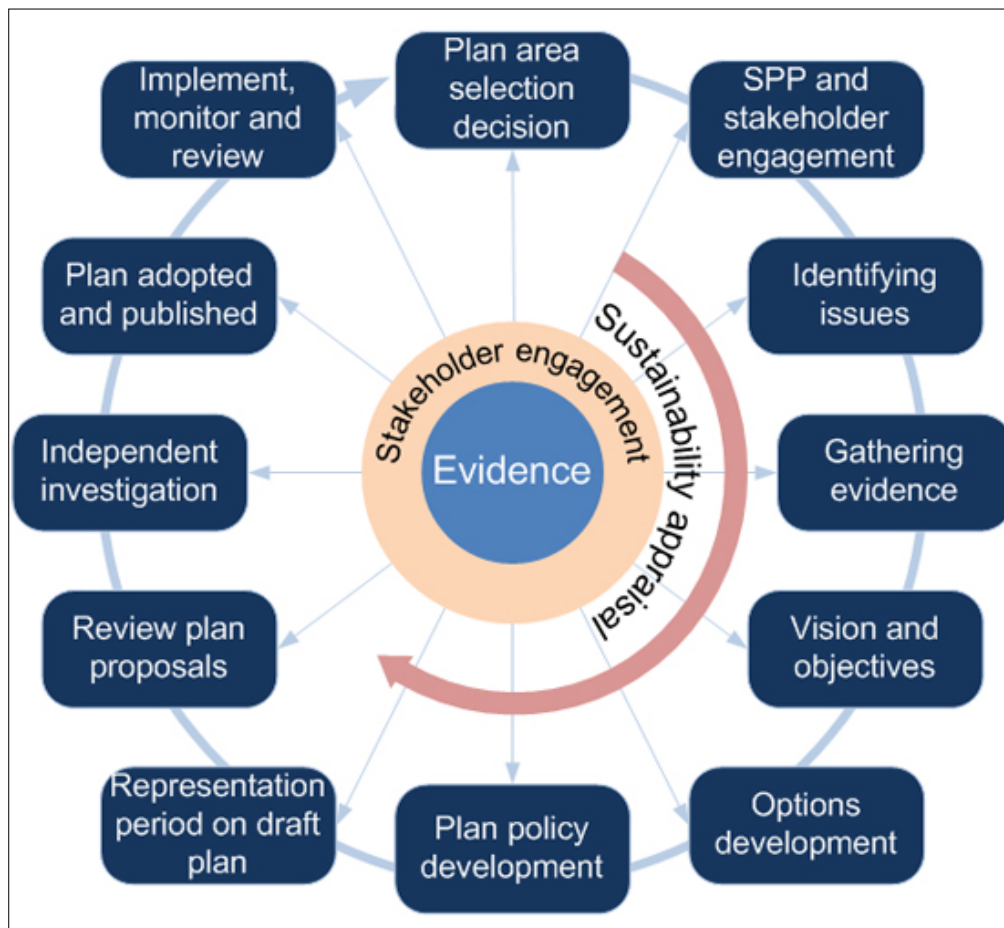 Plan area
selection
decision
SPP and
stakeholder
engagement
Identifying
issues
Gathering
evidence
Vision and
objectives
Options
development
Plan policy
development
Representation
period on draft
plan
Review plan
proposals
Independent
investigation
Plan adopted
and published
Implement,
monitor and
review
Stakeholder engagement
Evidence
Sustainability appraisal